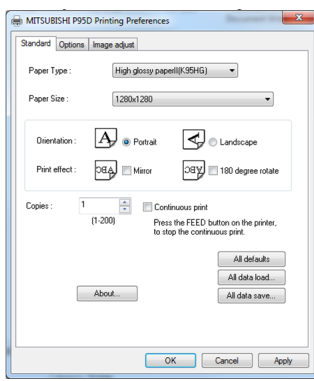 MITSUBISHI P95D Printing Preferences
Standard Options Image adjust
Paper Type : High glossy paperII(K95HG)
Paper Size : 1280x1280
Orientation : A Portrait A Landscape
Print effect : ABC Mirror ABC 180 degree rotate
Copies : 1 Continuous print
(1-200) Press the FEED button on the printer,
to stop the continuous print.
All defaults
All data load...
About... All data save...
OK Cancel Apply